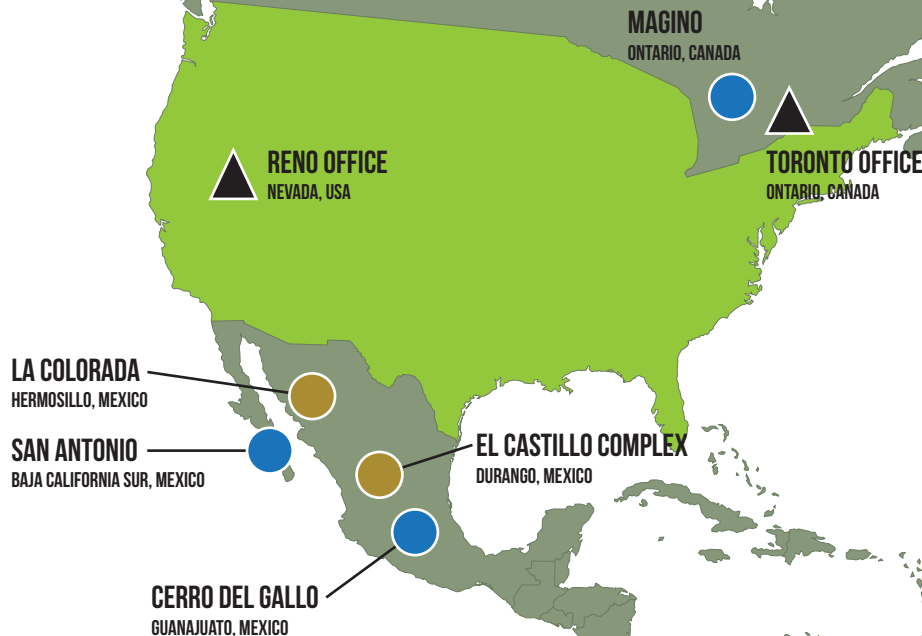 MAGINO
ONTARIO, CANADA
RENO OFFICE
NEVADA, USA
TORONTO OFFICE
ONTARIO, CANADA
LA COLORADA
HERMOSILLO, MEXICO
SAN ANTONIO
BAJA CALIFORNIA SUR, MEXICO
EL CASTILLO COMPLEX
DURANGO, MEXICO
CERRO DEL GALLO
GUANAJUATO, MEXICO